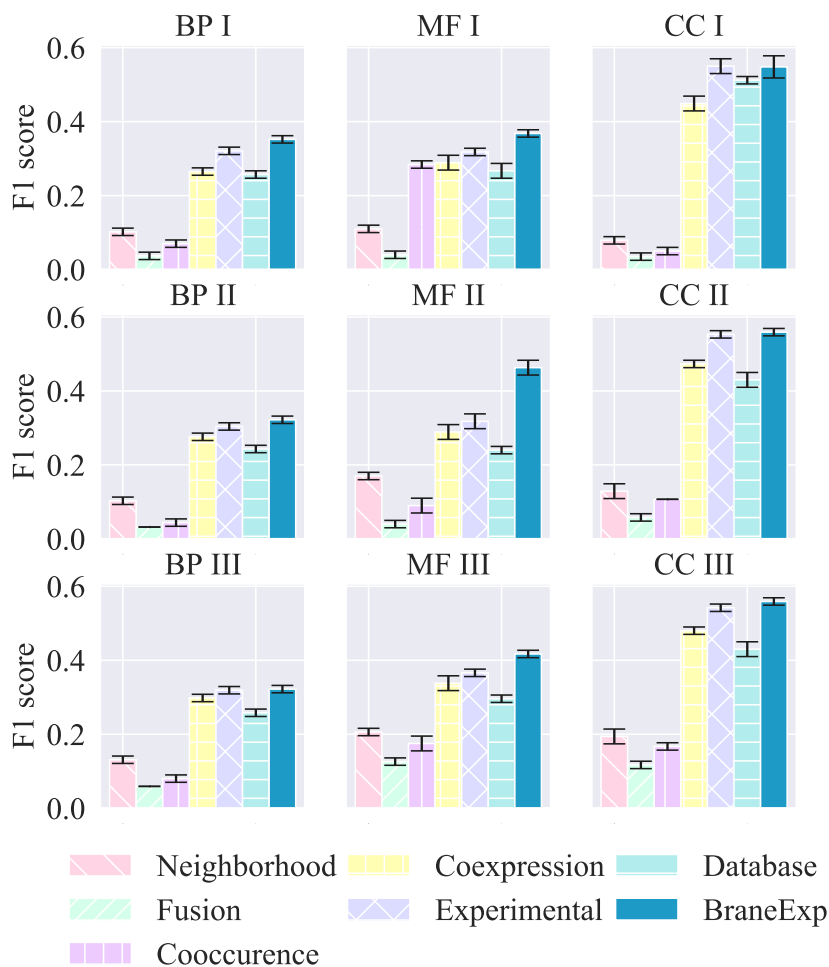 BP I MF I CC I
0.6
0.4
0.2
0.0
F1 score
BP II MF II CC II
0.6
0.4
0.2
0.0
F1 score
BP III MF III CC III
0.6
0.4
0.2
0.0
F1 score
Neighborhood Coexpression Database
Fusion Experimental BraneExp
Cooccurence